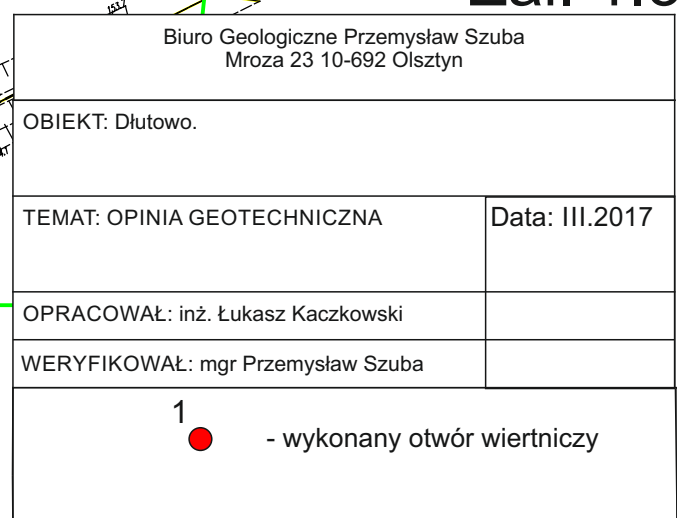 Biuro Geologiczne Przemysław Szuba
Mroza 23 10-692 Olsztyn
OBIEKT: Dłutowo.
TEMAT: OPINIA GEOTECHNICZNA
Data: III.2017
OPRACOWAŁ: inż. Łukasz Kaczkowski
WERYFIKOWAŁ: mgr Przemysław Szuba
1
- wykonany otwór wiertniczy